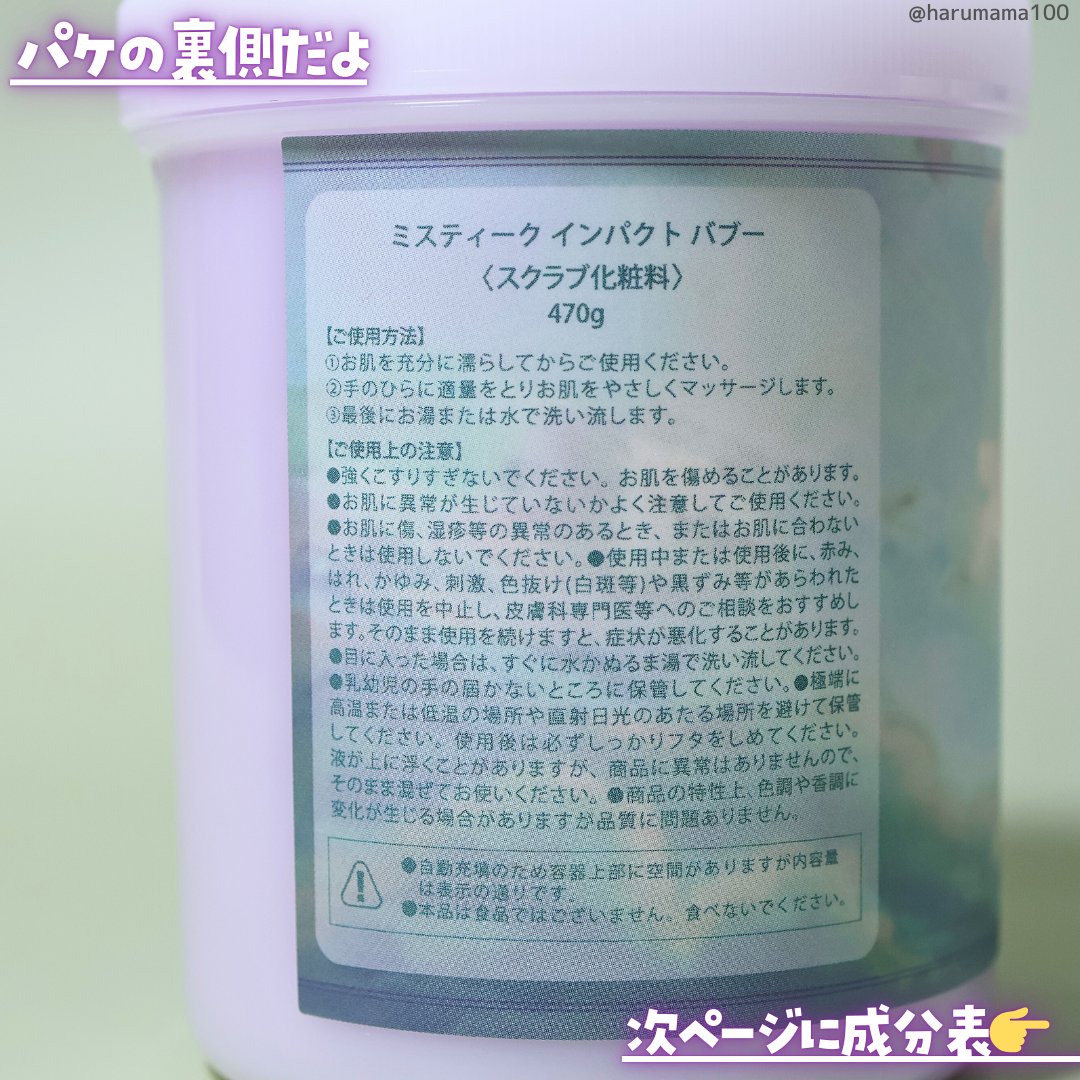 @harumama100
パケの裏側だよ
ミスティーク インパクト バブー
〈スクラブ化粧料〉
470g
【ご使用方法】
①お肌を充分に濡らしてからご使用ください。
②手のひらに適量をとりお肌をやさしくマッサージします。
③最後にお湯または水で洗い流します。
【ご使用上の注意】
●強くこすりすぎないでください。お肌を傷めることがあります。
●お肌に異常が生じていないかよく注意してご使用ください。
●お肌に傷、湿疹等の異常のあるとき、またはお肌に合わない
ときは使用しないでください。●使用中または使用後に、赤み、
はれ、かゆみ、刺激、色抜け(白斑等)や黒ずみ等があらわれた
ときは使用を中止し、皮膚科専門医等へのご相談をおすすめし
ます。そのまま使用を続けますと、症状が悪化することがあります。
●目に入った場合は、すぐに水かぬるま湯で洗い流してください。
●乳幼児の手の届かないところに保管してください。●極端に
高温または低温の場所や直射日光のあたる場所を避けて保管
してください。使用後は必ずしっかりフタをしめてください。
液が上に浮くことがありますが、商品に異常はありませんので、
そのまま混ぜてお使いください。●商品の特性上、色調や香調に
変化が生じる場合がありますが品質に問題ありません。
●自動充填のため容器上部に空間がありますが内容量
は表示の通りです。
●本品は食品ではございません。食べないでください。
次ページに成分表